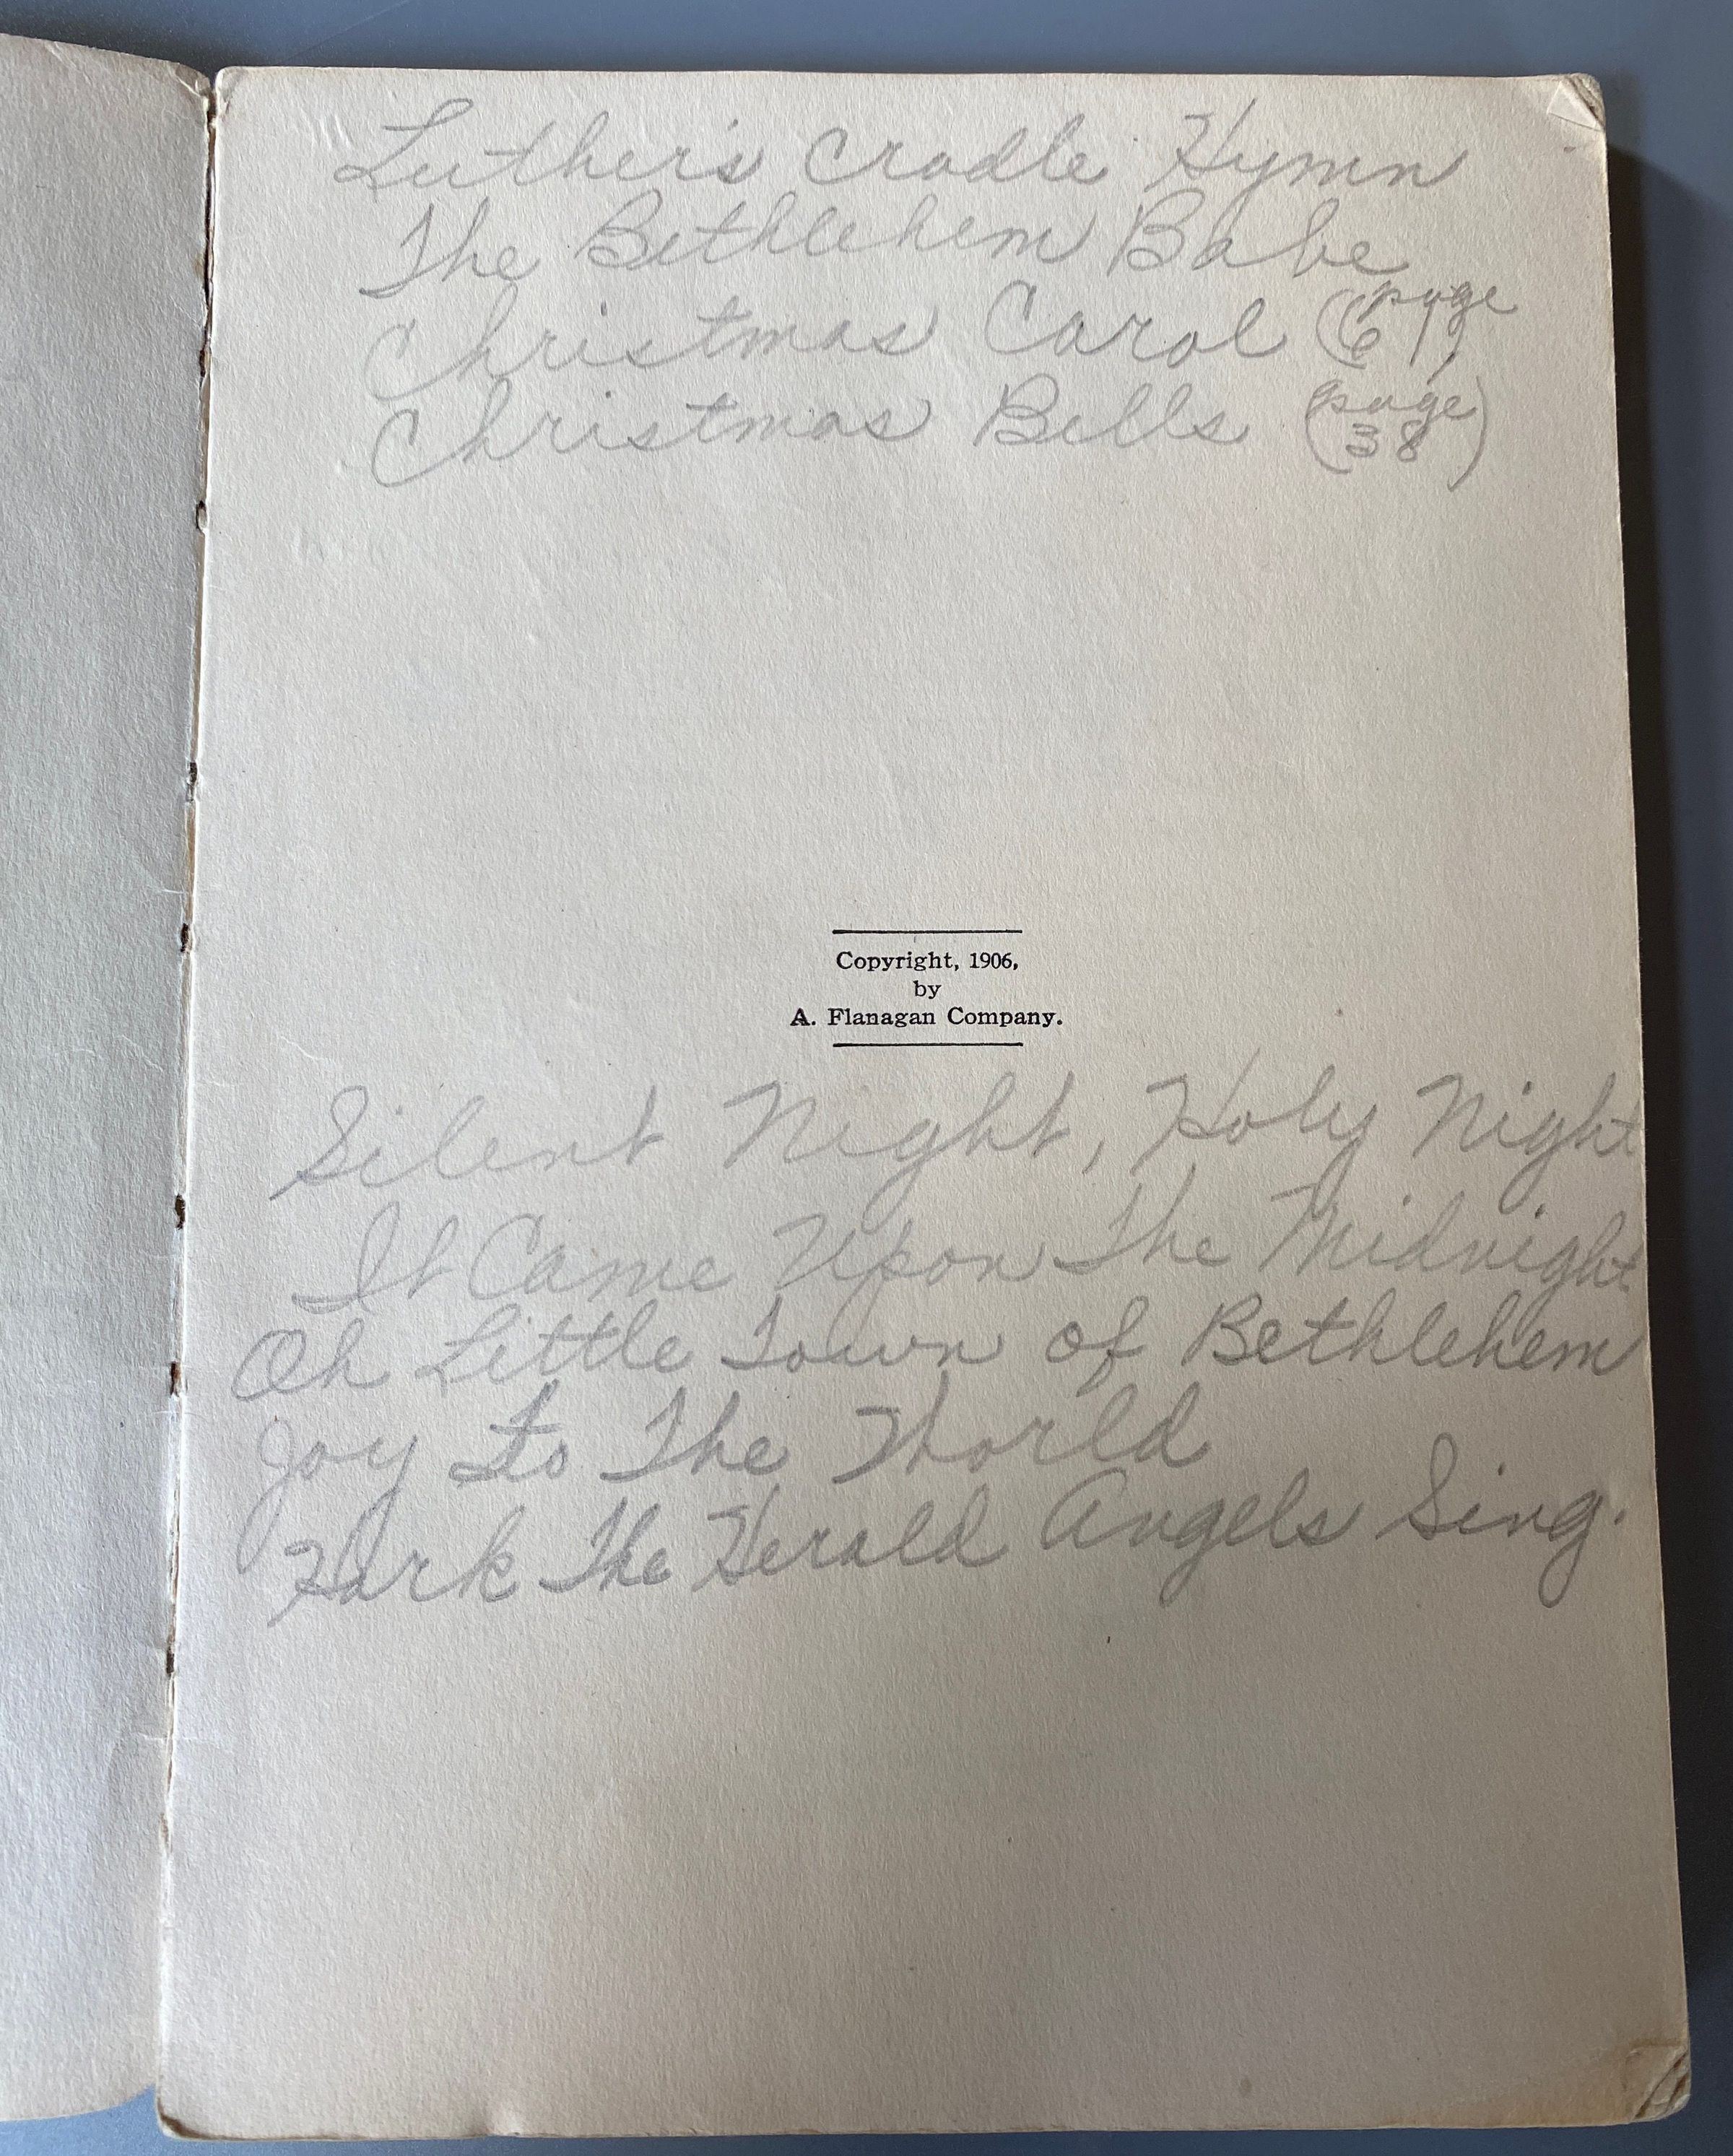 Luther's Cradle Hymn
The Bethlehem Babe
Christmas Carol (page 61)
Christmas Bells (page 38)
Copyright, 1906,
by
A. Flanagan Company.
Silent Night, Holy Night
It Came Upon The Midnight
Oh Little Town of Bethlehem
Joy to The World
Hark The Herald Angels Sing.